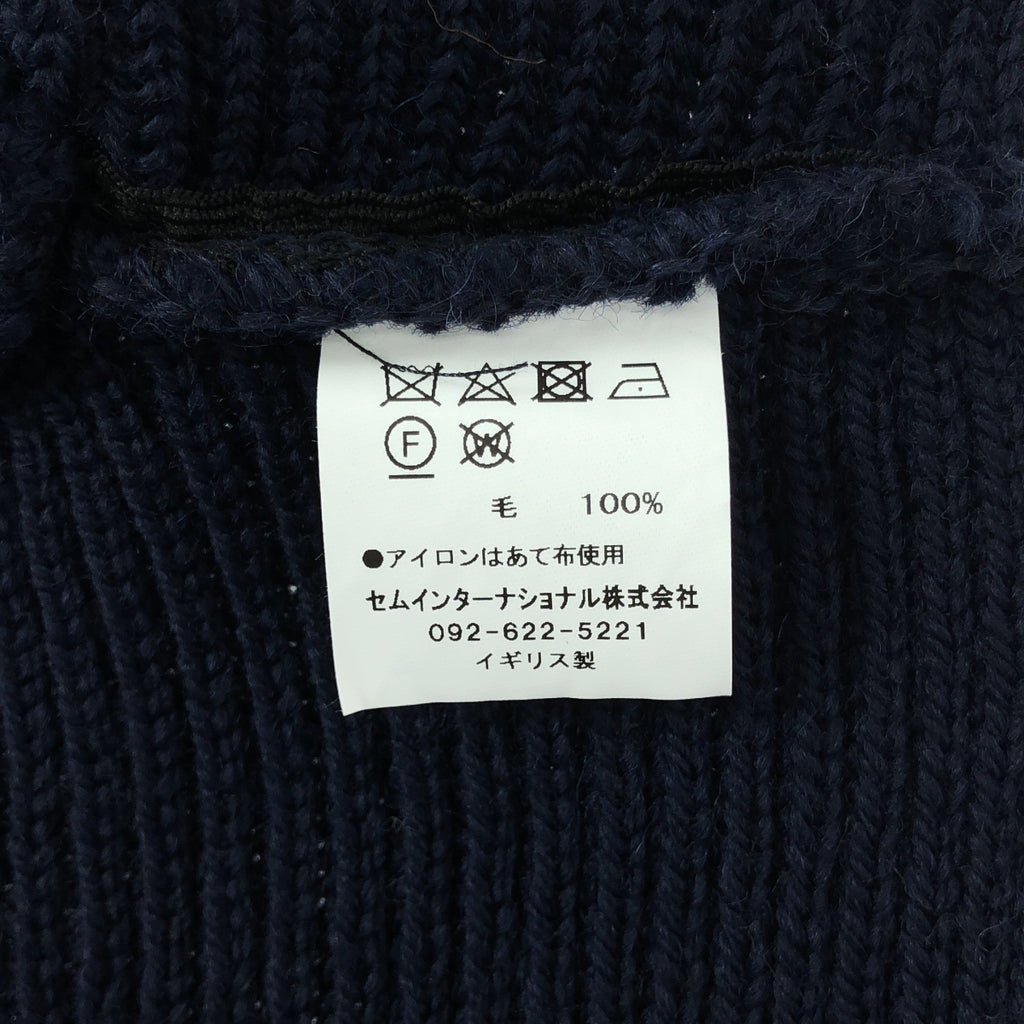 F W
毛 100%
●アイロンはあて布使用
セムインターナショナル株式会社
092-622-5221
イギリス製